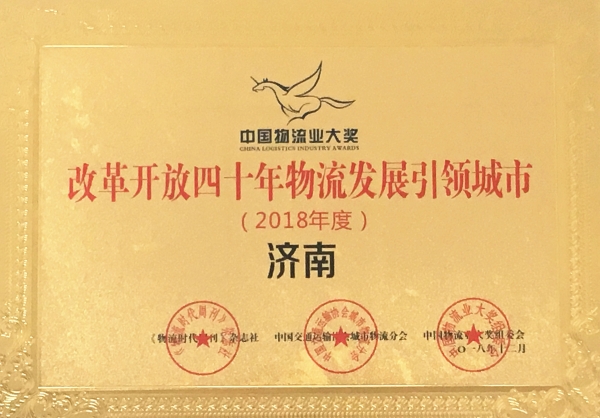 中国物流业大奖
CHINA LOGISTICS INDUSTRY AWARDS
改革开放四十年物流发展引领城市
（2018年度）
济南
《物流时代周刊》杂志社 中国交通运输协会城市物流分会 中国物流业大奖组委会
二〇一八年十二月